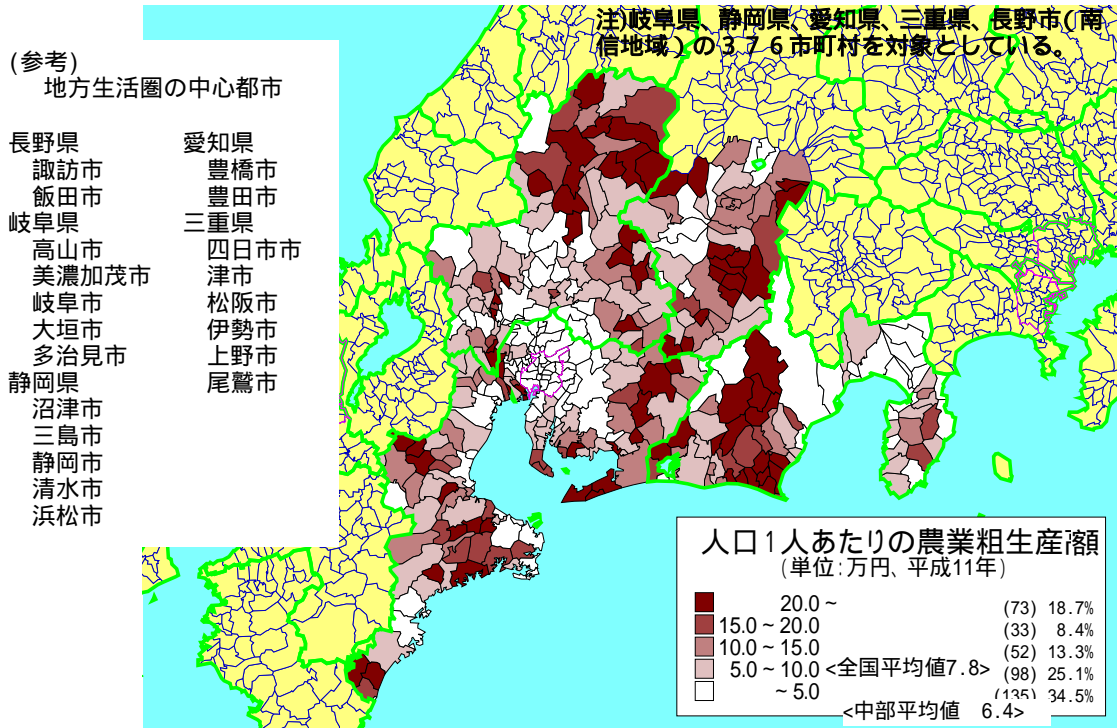 注)岐阜県、静岡県、愛知県、三重県、長野市(南
信地域)の376市町村を対象としている。
(参考)
地方生活圏の中心都市
長野県
諏訪市
飯田市
岐阜県
高山市
美濃加茂市
岐阜市
大垣市
多治見市
静岡県
沼津市
三島市
静岡市
清水市
浜松市
愛知県
豊橋市
豊田市
三重県
四日市市
津市
松阪市
伊勢市
上野市
尾鷲市
人口1人あたりの農業粗生産額
(単位:万円、平成11年)
20.0~ (73) 18.7%
15.0~20.0 (33) 8.4%
10.0~15.0 (52) 13.3%
5.0~10.0 <全国平均値7.8> (98) 25.1%
~5.0 (135) 34.5%
<中部平均値 6.4>